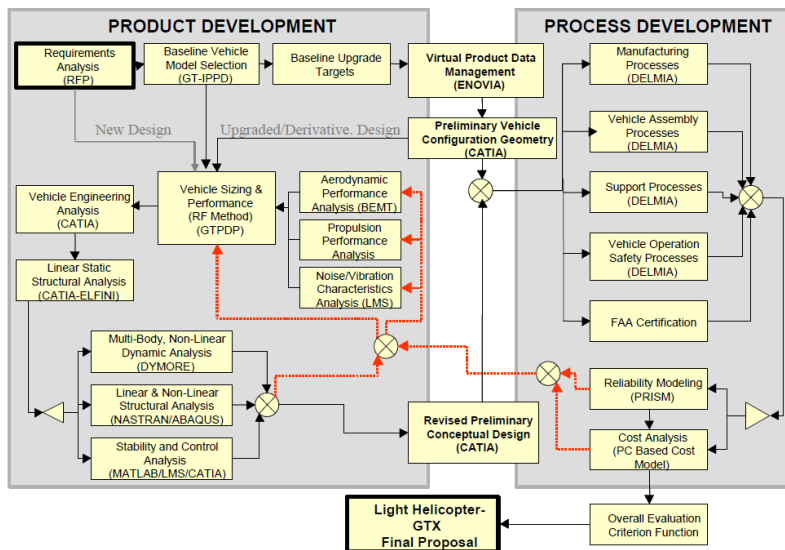 PRODUCT DEVELOPMENT
PROCESS DEVELOPMENT
Requirements
Analysis
(RFP)
Baseline Vehicle
Model Selection
(GT-IPPD)
Baseline Upgrade
Targets
Virtual Product Data
Management
(ENOVIA)
Manufacturing
Processes
(DELMIA)
New Design
Upgraded/Derivative. Design
Preliminary Vehicle
Configuration Geometry
(CATIA)
Vehicle Assembly
Processes
(DELMIA)
Vehicle Engineering
Analysis
(CATIA)
Vehicle Sizing &
Performance
(RF Method)
GTPDP)
Aerodynamic
Performance
Analysis (BEMT)
Propulsion
Performance
Analysis
Noise/Vibration
Characteristics
Analysis (LMS)
Support Processes
(DELMIA)
Vehicle Operation
Safety Processes
(DELMIA)
Linear Static
Structural Analysis
(CATIA-ELFINI)
FAA Certification
Multi-Body, Non-Linear
Dynamic Analysis
(DYMORE)
Linear & Non-Linear
Structural Analysis
(NASTRAN/ABAQUS)
Stability and Control
Analysis
(MATLAB/LMS/CATIA)
Revised Preliminary
Conceptual Design
(CATIA)
Reliability Modeling
(PRISM)
Cost Analysis
(PC Based Cost
Model)
Light Helicopter-
GTX
Final Proposal
Overall Evaluation
Criterion Function